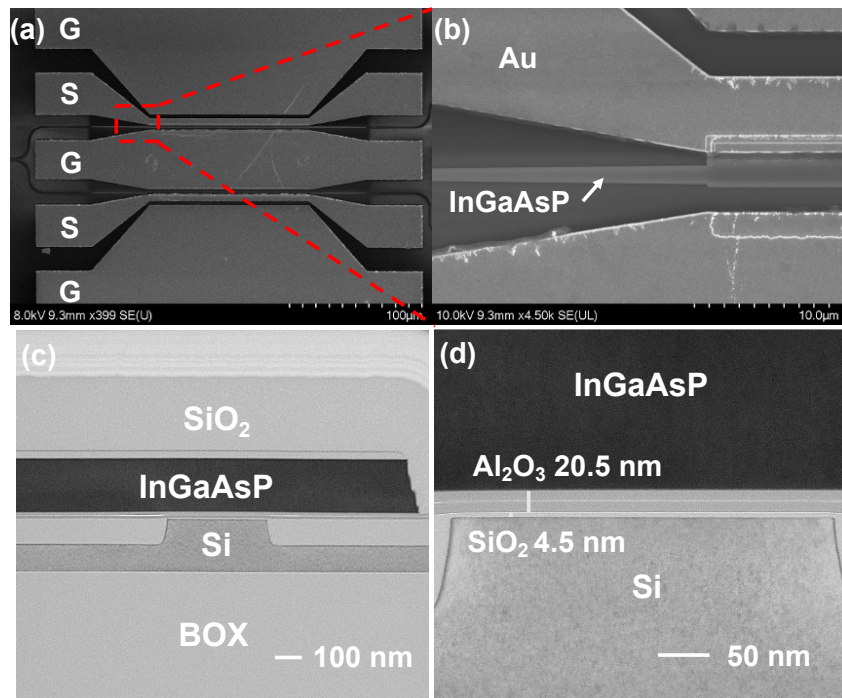 (a)
G
S
G
S
G
8.0kV 9.3mm x399 SE(U)
100µm
(b)
Au
InGaAsP
10.0kV 9.3mm x4.50k SE(UL)
10.0µm
(c)
SiO₂
InGaAsP
Si
BOX
100 nm
(d)
InGaAsP
Al₂O₃ 20.5 nm
SiO₂ 4.5 nm
Si
50 nm